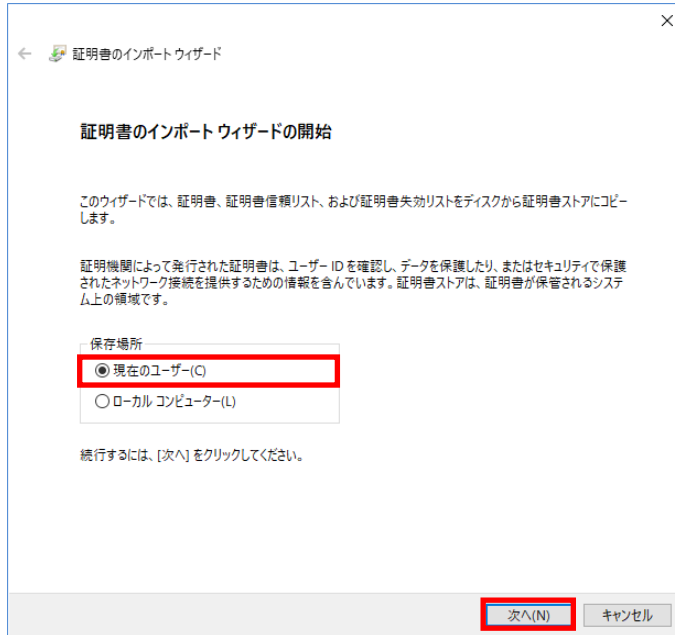 証明書のインポート ウィザード
証明書のインポート ウィザードの開始
このウィザードでは、証明書、証明書信頼リスト、および証明書失効リストをディスクから証明書ストアにコピー
します。
証明機関によって発行された証明書は、ユーザー ID を確認し、データを保護したり、またはセキュリティで保護
されたネットワーク接続を提供するための情報を含んでいます。証明書ストアは、証明書が保管されるシステ
ム上の領域です。
保存場所
現在のユーザー(C)
ローカル コンピューター(L)
続行するには、[次へ] をクリックしてください。
次へ(N)
キャンセル